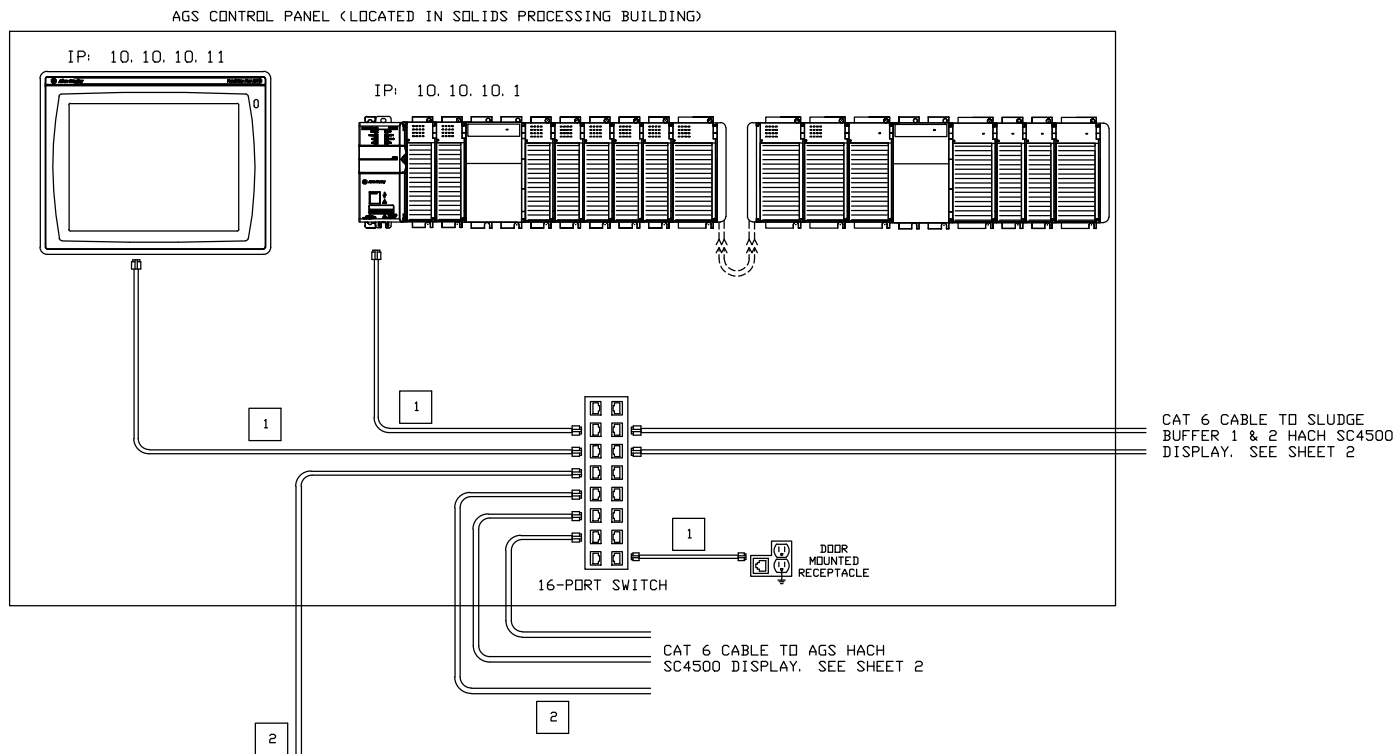 AGS CONTROL PANEL (LOCATED IN SOLIDS PROCESSING BUILDING)
IP: 10.10.10.11
IP: 10.10.10.1
1
1
CAT 6 CABLE TO SLUDGE
BUFFER 1 & 2 HACH SC4500
DISPLAY. SEE SHEET 2
1
DOOR
MOUNTED
RECEPTACLE
16-PORT SWITCH
CAT 6 CABLE TO AGS HACH
SC4500 DISPLAY. SEE SHEET 2
2
2